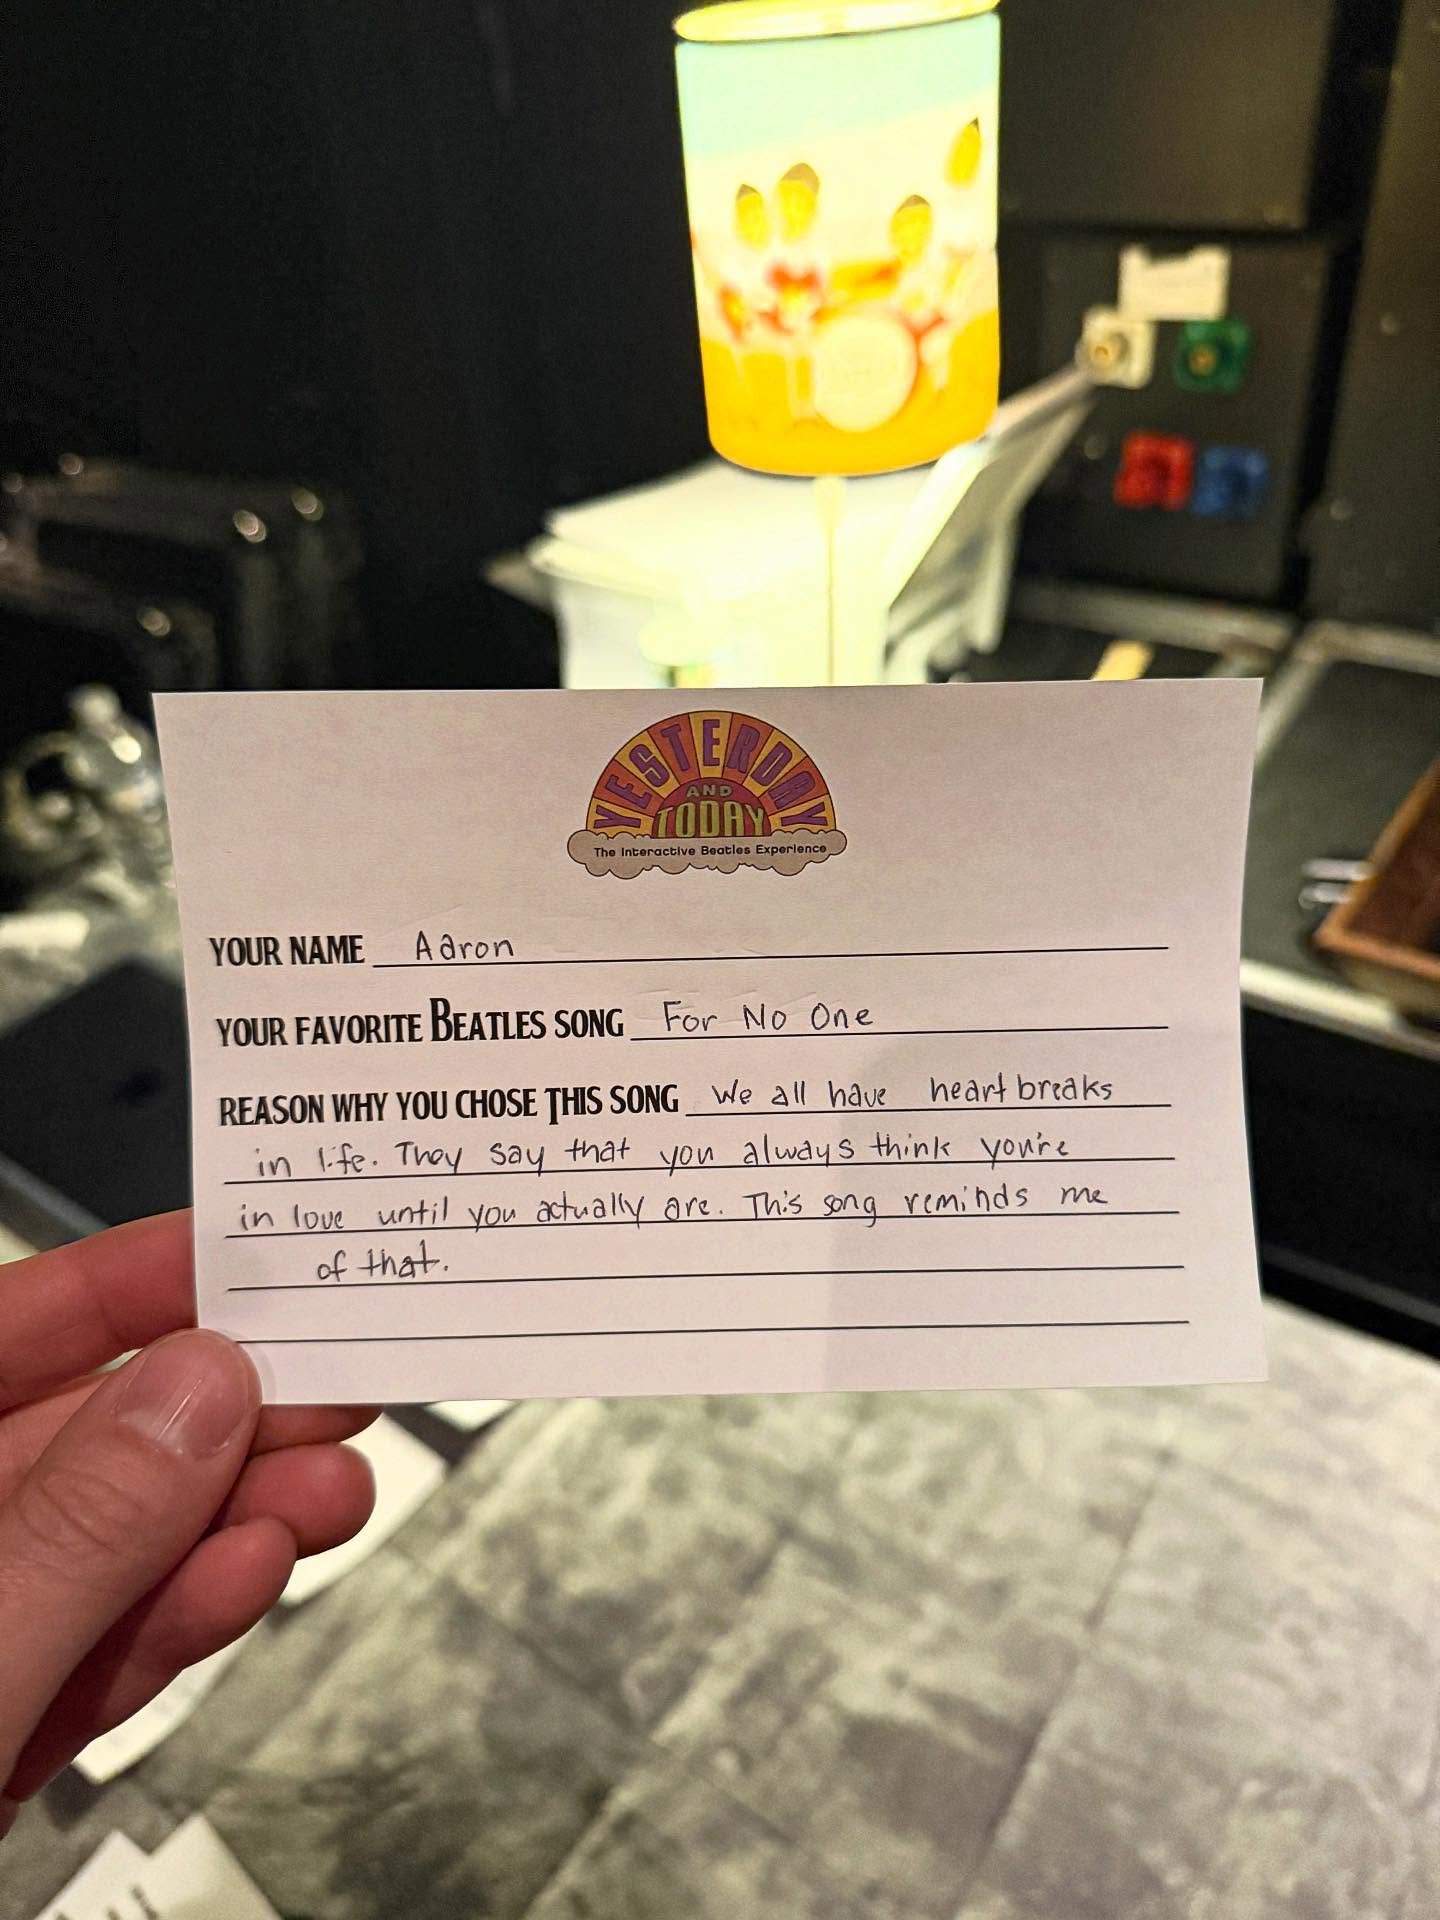 YESTERDAY
AND
TODAY
The Interactive Beatles Experience
YOUR NAME Aaron
YOUR FAVORITE BEATLES SONG For No One
REASON WHY YOU CHOSE THIS SONG We all have heart breaks
in life. They say that you always think you're
in love until you actually are. This song reminds me
of that.